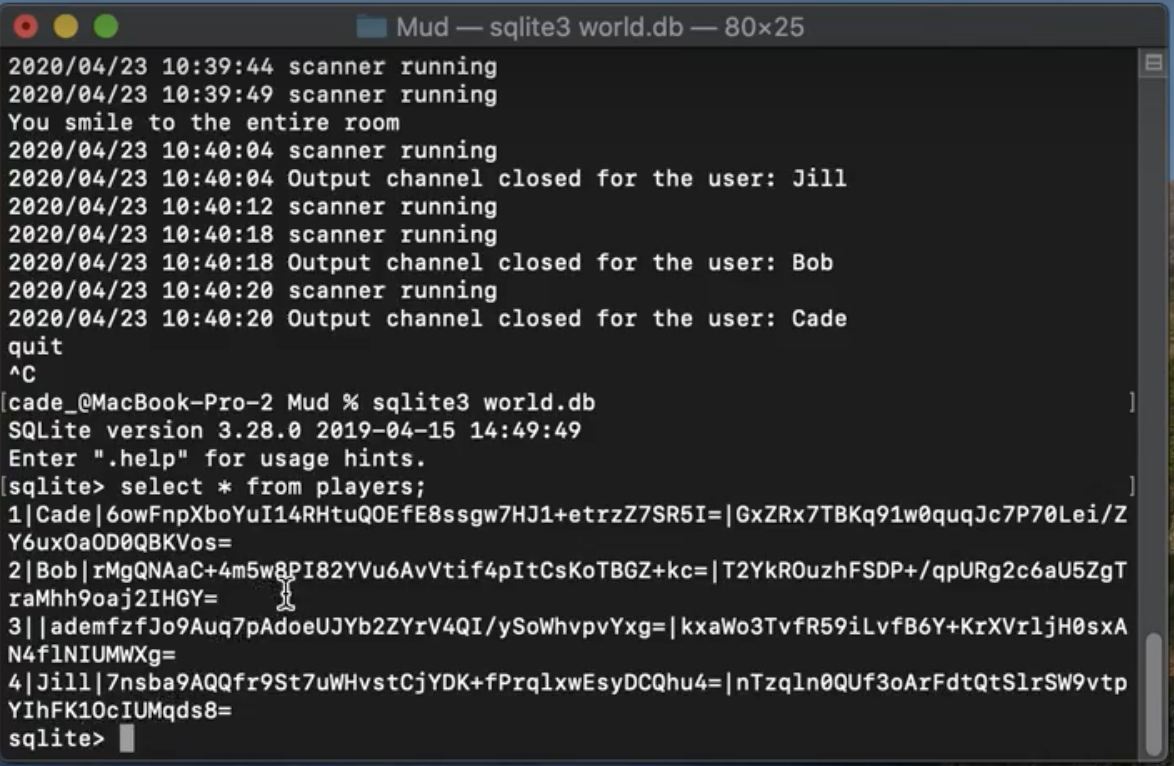 Mud — sqlite3 world.db — 80×25
2020/04/23 10:39:44 scanner running
2020/04/23 10:39:49 scanner running
You smile to the entire room
2020/04/23 10:40:04 scanner running
2020/04/23 10:40:04 Output channel closed for the user: Jill
2020/04/23 10:40:12 scanner running
2020/04/23 10:40:18 scanner running
2020/04/23 10:40:18 Output channel closed for the user: Bob
2020/04/23 10:40:20 scanner running
2020/04/23 10:40:20 Output channel closed for the user: Cade
quit
^C
[cade_@MacBook-Pro-2 Mud % sqlite3 world.db ]
SQLite version 3.28.0 2019-04-15 14:49:49
Enter ".help" for usage hints.
[sqlite> select * from players; ]
1|Cade|6owFnpXboYuI14RHtuQOEfE8ssgw7HJ1+etrzZ7SR5I=|GxZRx7TBKq91w0quqJc7P70Lei/Z
Y6uxOaOD0QBKVos=
2|Bob|rMgQNAaC+4m5w8PI82YVu6AvVtif4pItCsKoTBGZ+kc=|T2YkROuzhFSDP+/qpURg2c6aU5ZgT
raMhh9oaj2IHGY=
3||ademfzfJo9Auq7pAdoeUJYb2ZYrV4QI/ySoWhvpvYxg=|kxaWo3TvfR59iLvfB6Y+KrXVrljH0sxA
N4flNIUMWXg=
4|Jill|7nsba9AQQfr9St7uWHvstCjYDK+fPrqlxwEsyDCQhu4=|nTzqln0QUf3oArFdtQtSlrSW9vtp
YIhFK1OcIUMqds8=
sqlite>